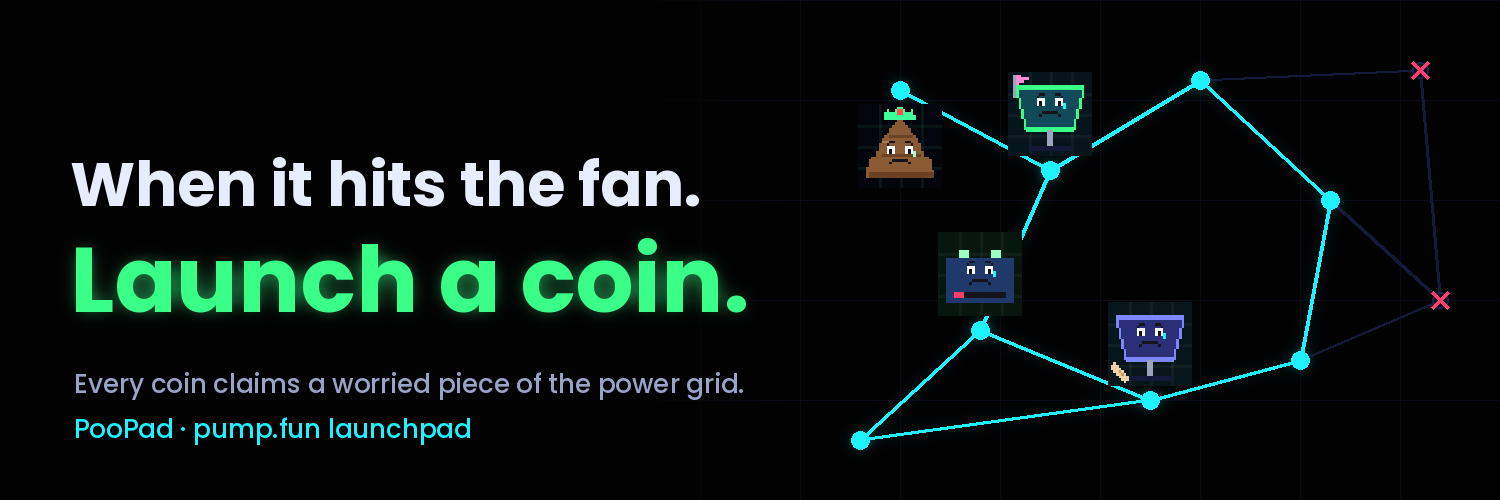 When it hits the fan.
Launch a coin.
Every coin claims a worried piece of the power grid.
PooPad · pump.fun launchpad